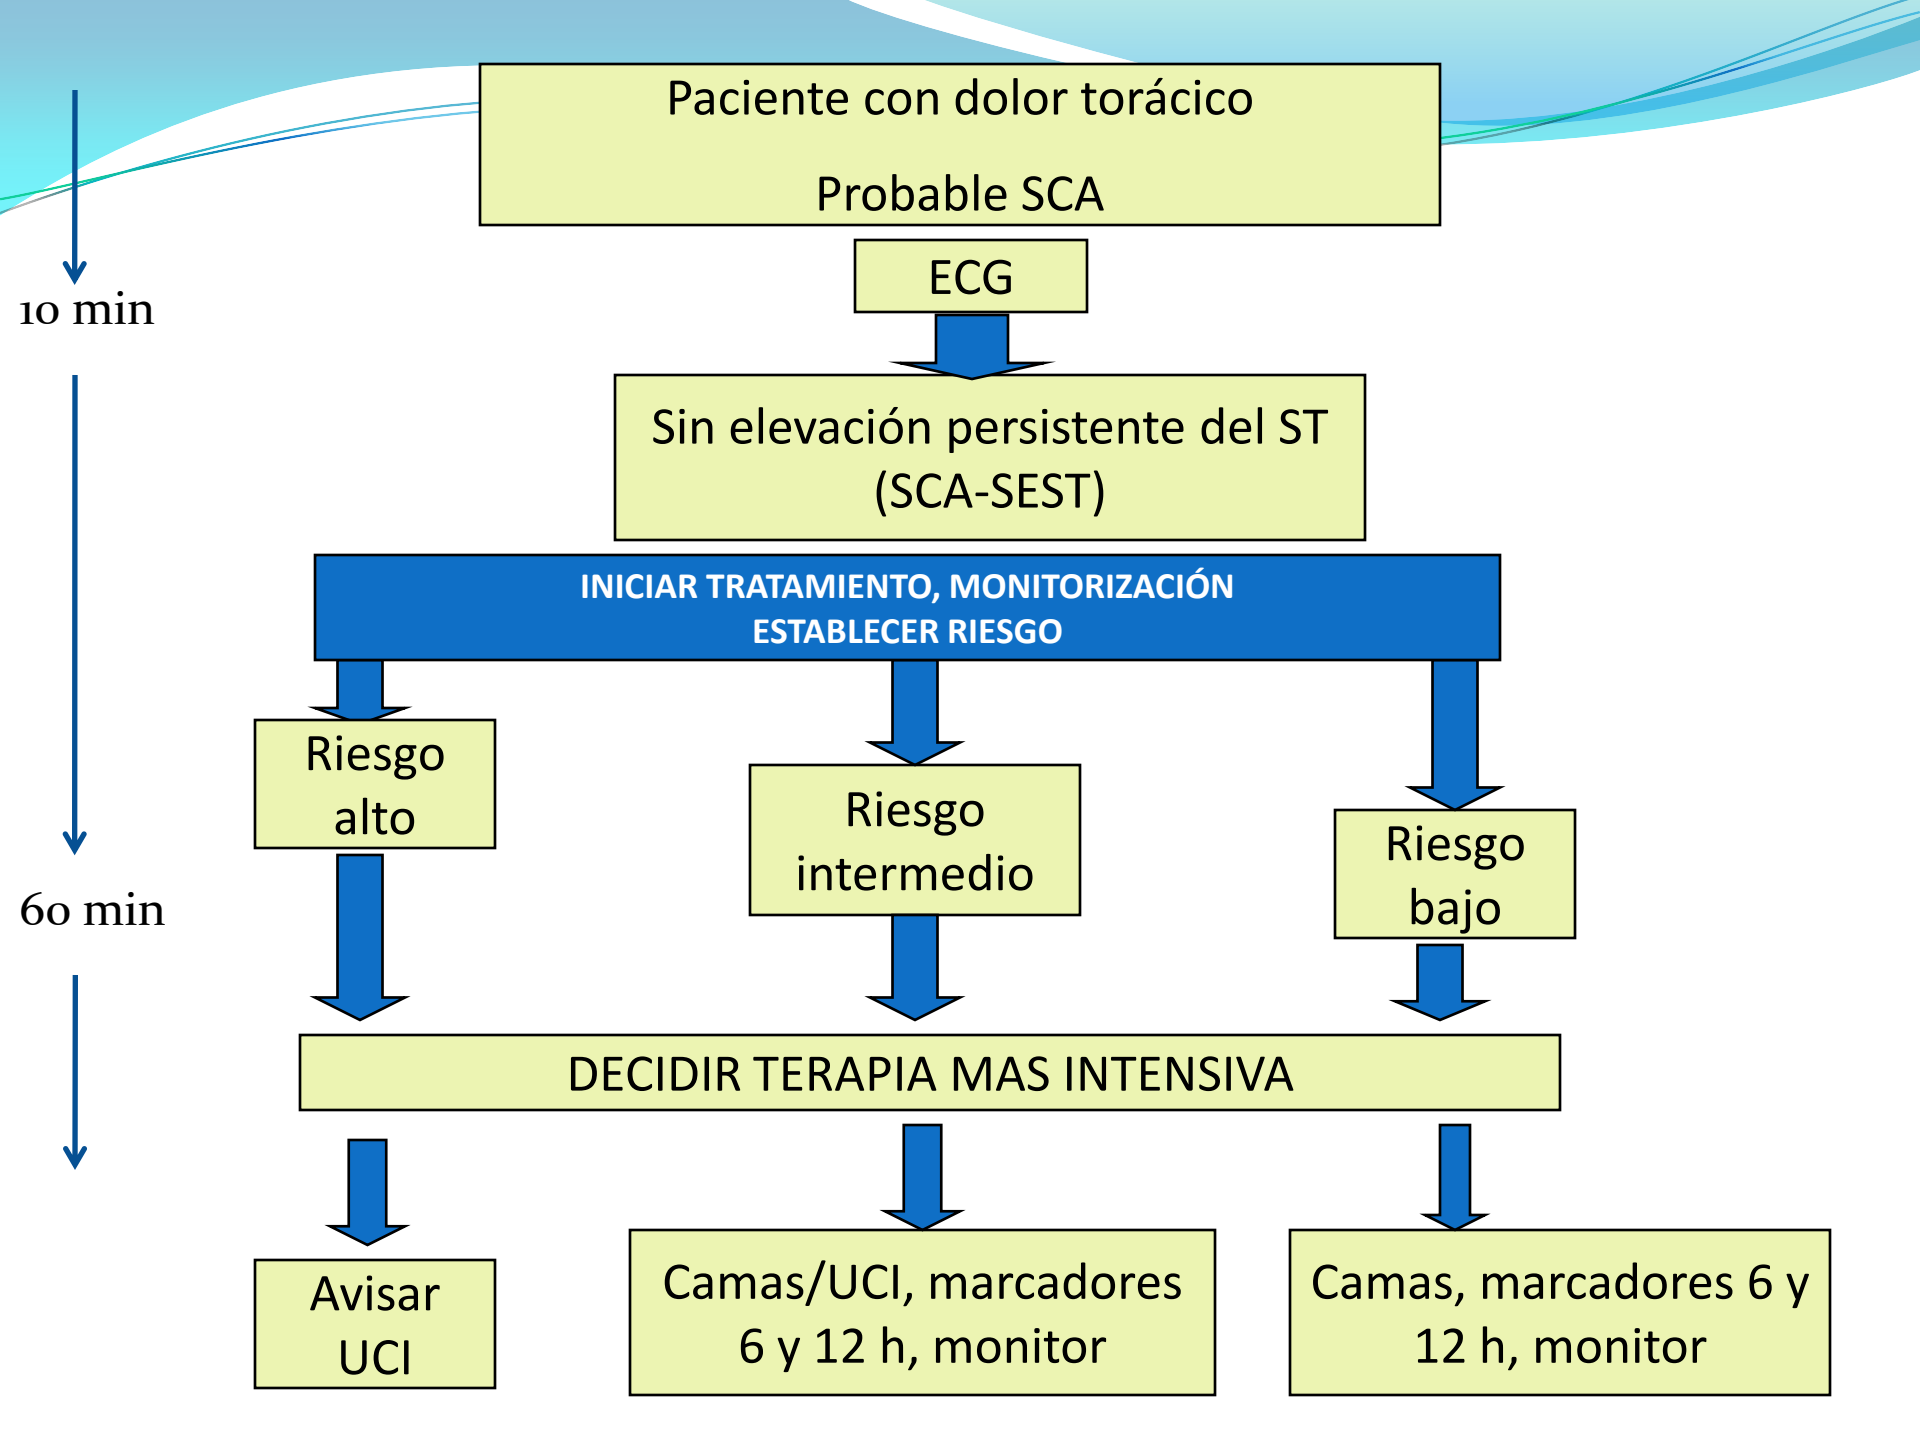 Paciente con dolor torácico
Probable SCA
ECG
10 min
Sin elevación persistente del ST
(SCA-SEST)
INICIAR TRATAMIENTO, MONITORIZACIÓN
ESTABLECER RIESGO
Riesgo
alto
Riesgo
intermedio
Riesgo
bajo
60 min
DECIDIR TERAPIA MAS INTENSIVA
Avisar
UCI
Camas/UCI, marcadores
6 y 12 h, monitor
Camas, marcadores 6 y
12 h, monitor